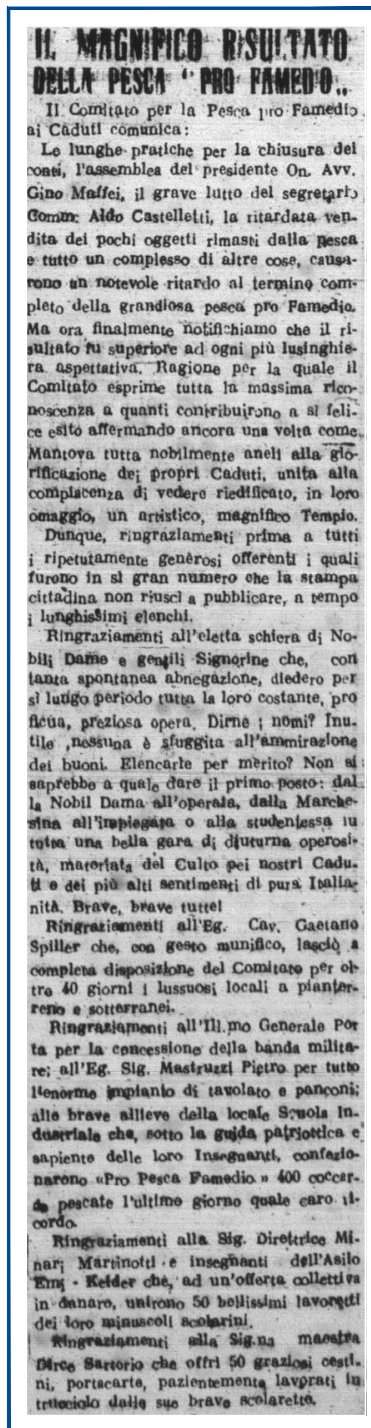 IL MAGNIFICO RISULTATO
DELLA PESCA "PRO FAMEDIO„
Il Comitato per la Pesca pro Famedio
ai Caduti comunica:
Le lunghe pratiche per la chiusura dei
conti, l'assemblea del presidente On. Avv.
Gino Maffei, il grave lutto del segretario
Comm. Aldo Castelletti, la ritardata ven-
dita dei pochi oggetti rimasti dalla pesca
e tutto un complesso di altre cose, causa-
rono un notevole ritardo al termine com-
pleto della grandiosa pesca pro Famedio.
Ma ora finalmente notifichiamo che il ri-
sultato fu superiore ad ogni più lusinghie-
ra aspettativa. Ragione per la quale il
Comitato esprime tutta la massima rico-
noscenza a quanti contribuirono a sì feli-
ce esito affermando ancora una volta come
Mantova tutta nobilmente aneli alla glo-
rificazione dei propri Caduti, unita alla
compiacenza di vedere riedificato, in loro
omaggio, un artistico, magnifico Tempio.
Dunque, ringraziamenti prima a tutti
i ripetutamente generosi offerenti i quali
furono in sì gran numero che la stampa
cittadina non riuscì a pubblicare, a tempo
i lunghissimi elenchi.
Ringraziamenti all'eletta schiera di No-
bili Dame e gentili Signorine che, con
tanta spontanea abnegazione, diedero per
sì lungo periodo tutta la loro costante, pro
ficua, preziosa opera. Dirne i nomi? Inu-
tile ,nessuna è sfuggita all'ammirazione
dei buoni. Elencarle per merito? Non si
saprebbe a quale dare il primo posto: dal
la Nobil Dama all'operaia, dalla Marche-
sina all'impiegata o alla studentessa fu
tutta una bella gara di diuturna operosi-
tà, materiata del Culto pei nostri Cadu-
ti e dei più alti sentimenti di pura Italia-
nità. Brave, brave tutte!
Ringraziamenti all'Eg. Cav. Gaetano
Spiller che, con gesto munifico, lasciò a
completa disposizione del Comitato per ol-
tre 40 giorni i lussuosi locali a pianter-
reno e sotterranei.
Ringraziamenti all'Ill.mo Generale Por
ta per la concessione della banda milita-
re; all'Eg. Sig. Mastruzzi Pietro per tutto
l'enorme impianto di tavolato e panconi;
alle brave allieve della locale Scuola In-
dustriale che, sotto la guida patriottica e
sapiente delle loro Insegnanti, confezio-
narono «Pro Pesca Famedio» 400 coccar-
de pescate l'ultimo giorno quale caro ri-
cordo.
Ringraziamenti alla Sig. Direttrice Mi-
nari Martinotti e insegnanti dell'Asilo
- Kelder che, ad un'offerta collettiva
in danaro, unirono 50 bellissimi lavoretti
dei loro minuscoli scolarini.
Ringraziamenti alla Sig.na maestra
Dirce Sartorio che offrì 50 graziosi cesti-
ni, portacarte, pazientemente lavorati in
truciolo dalle sue brave scolarette.